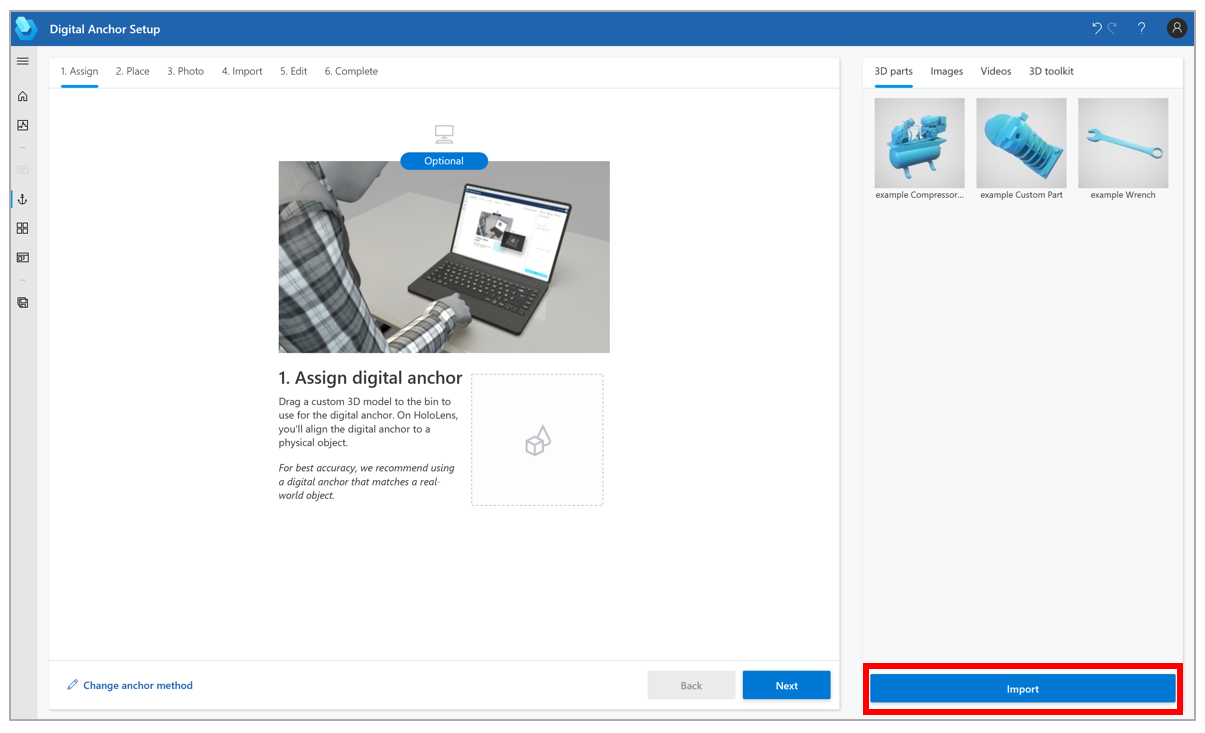 Digital Anchor Setup
?
1. Assign 2. Place 3. Photo 4. Import 5. Edit 6. Complete
3D parts Images Videos 3D toolkit
Optional
example Compressor... example Custom Part example Wrench
1. Assign digital anchor
Drag a custom 3D model to the bin to
use for the digital anchor. On HoloLens,
you'll align the digital anchor to a
physical object.
For best accuracy, we recommend using
a digital anchor that matches a real-
world object.
Change anchor method
Back
Next
Import